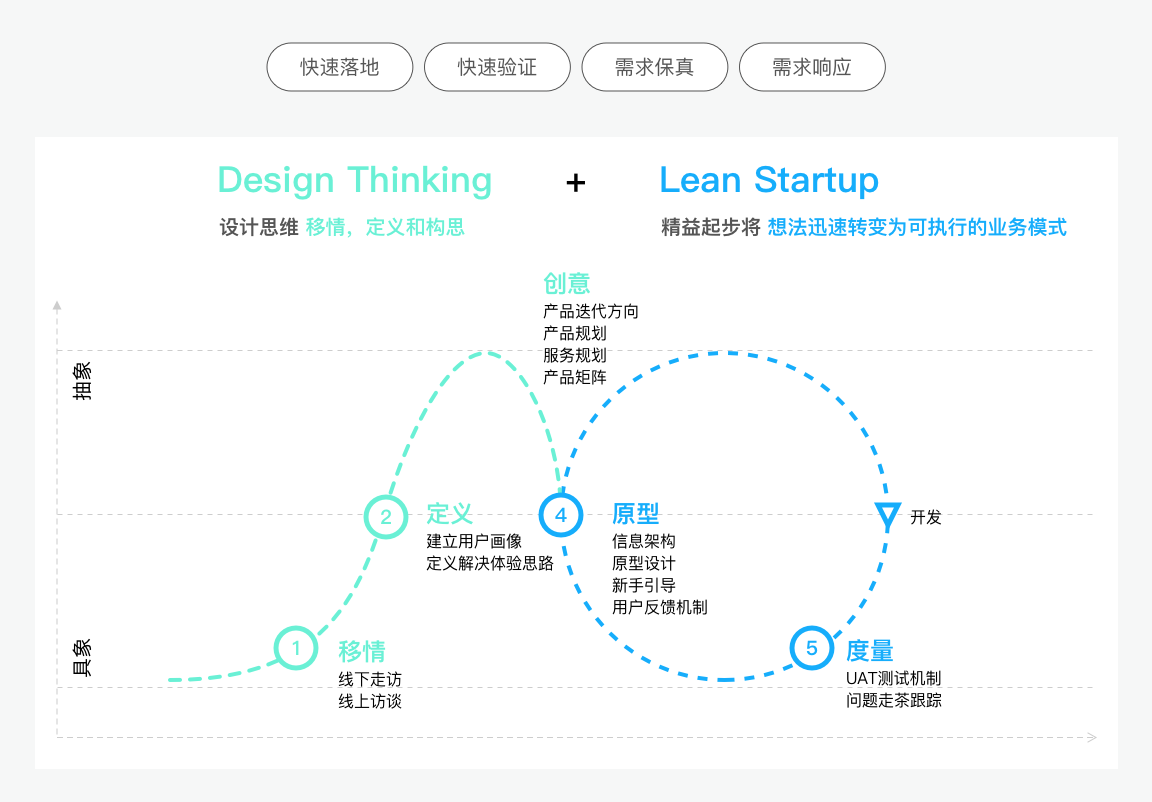 快速落地
快速验证
需求保真
需求响应
Design Thinking
+
Lean Startup
设计思维 移情，定义和构思
精益起步将 想法迅速转变为可执行的业务模式
创意
产品迭代方向
产品规划
服务规划
产品矩阵
抽象
2
定义
建立用户画像
定义解决体验思路
4
原型
信息架构
原型设计
新手引导
用户反馈机制
开发
具象
1
移情
线下走访
线上访谈
5
度量
UAT测试机制
问题走茶跟踪